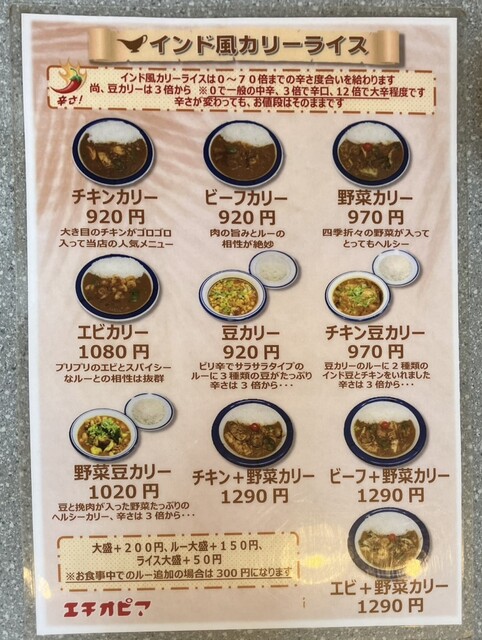 インド風カリーライス
辛さ!
インド風カリーライスは0〜70倍までの辛さ度合いを給わります
尚、豆カリーは3倍から ※0で一般の中辛、3倍で辛口、12倍で大辛程度です
辛さが変わっても、お値段はそのままです
チキンカリー
920円
大き目のチキンがゴロゴロ
入って当店の人気メニュー
ビーフカリー
920円
肉の旨みとルーの
相性が絶妙
野菜カリー
970円
四季折々の野菜が入って
とってもヘルシー
エビカリー
1080円
プリプリのエビとスパイシー
なルーとの相性は抜群
豆カリー
920円
ピリ辛でサラサラタイプの
ルーに3種類の豆がたっぷり
辛さは3倍から・・・
チキン豆カリー
970円
豆カリーのルーに2種類の
インド豆とチキンをいれました
辛さは3倍から・・・
野菜豆カリー
1020円
豆と挽肉が入った野菜たっぷりの
ヘルシーカリー、辛さは3倍から・・・
チキン+野菜カリー
1290円
ビーフ+野菜カリー
1290円
エビ+野菜カリー
1290円
大盛+200円、ルー大盛+150円、
ライス大盛+50円
※お食事中でのルー追加の場合は300円になります
エチオピア